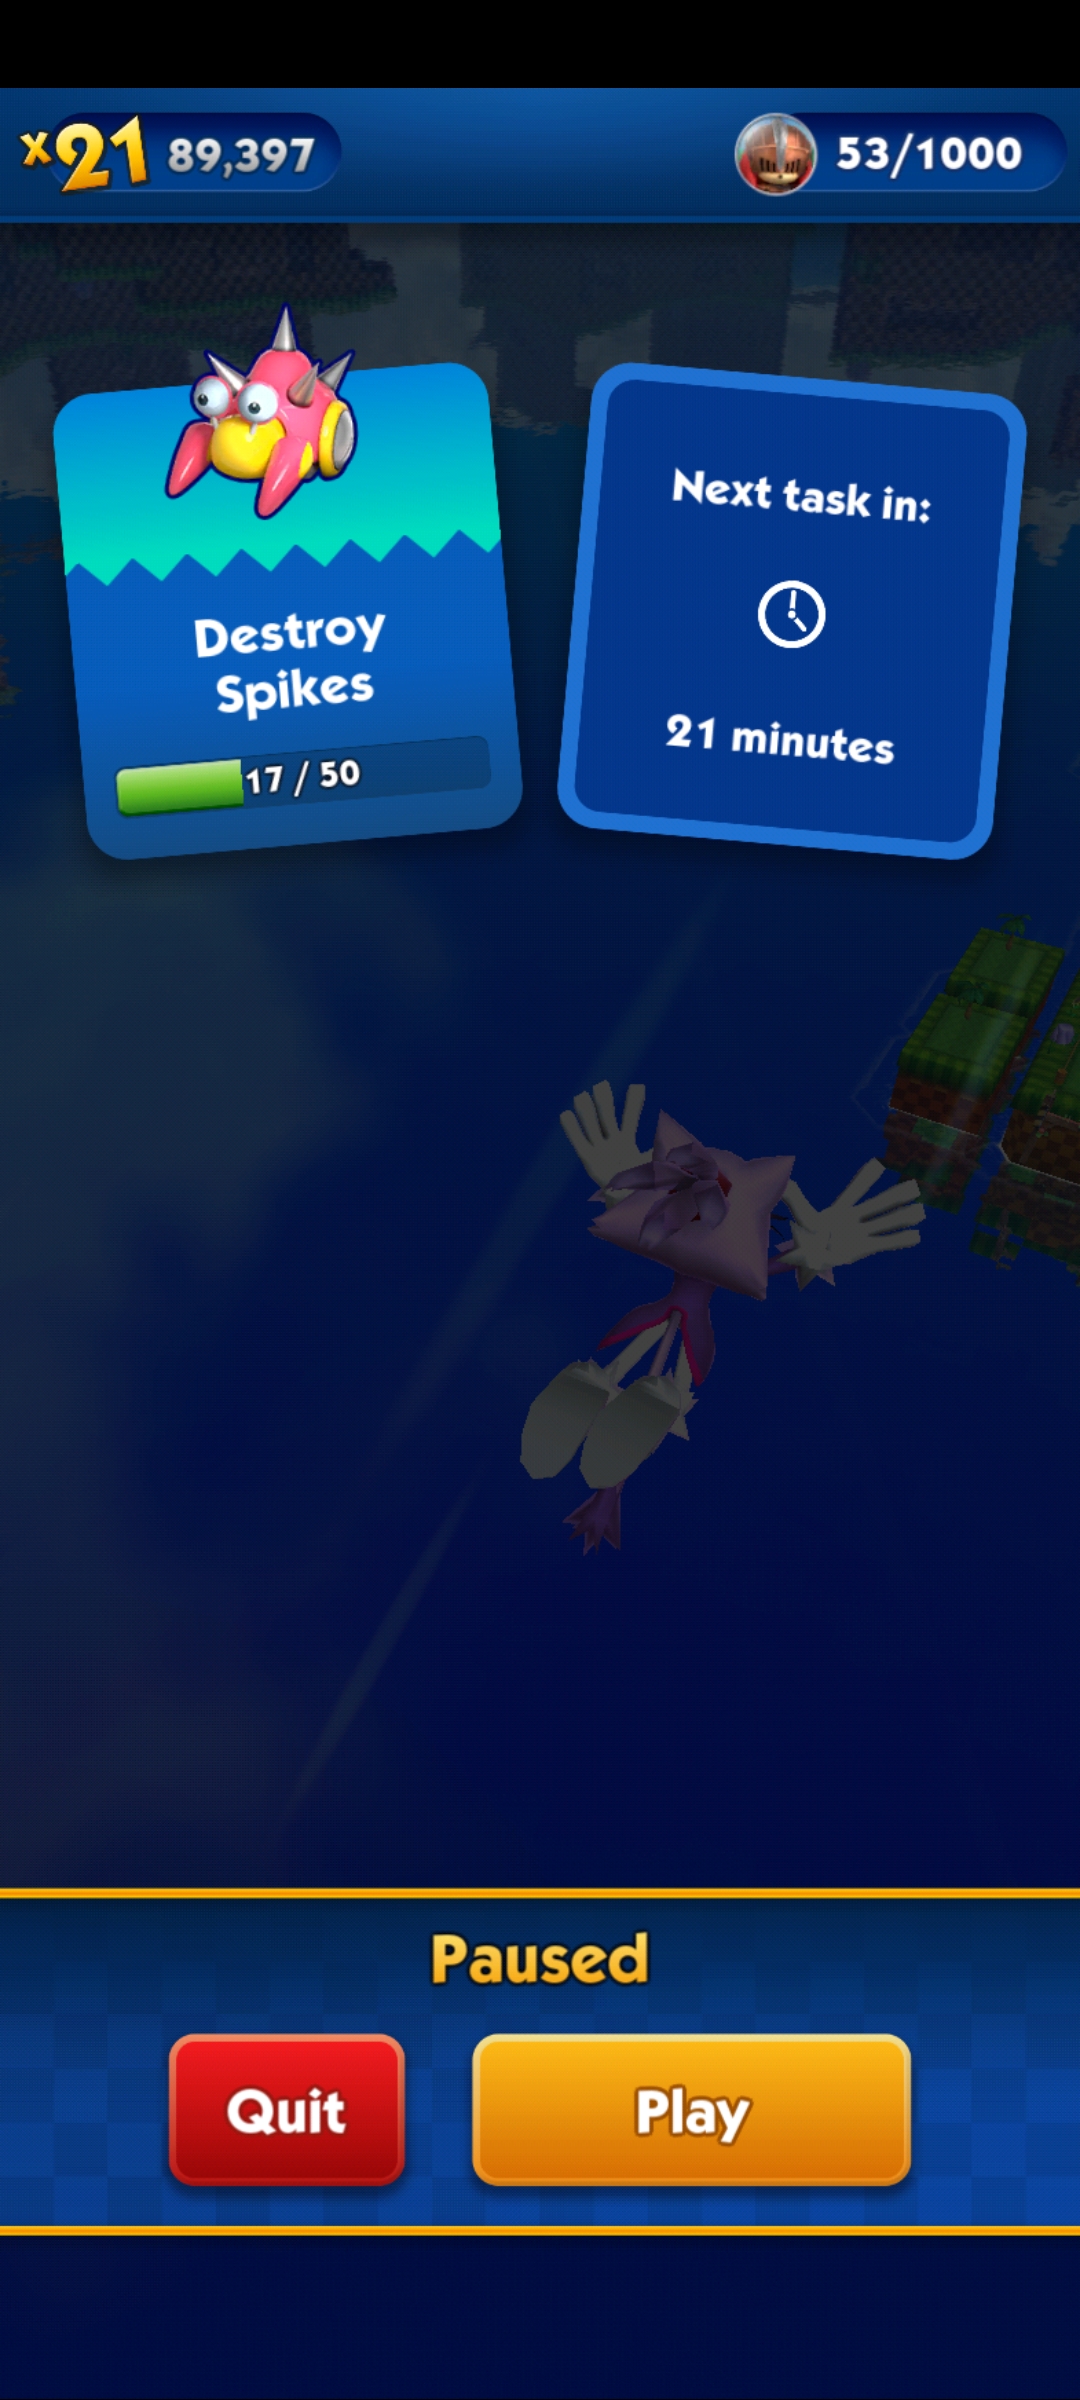 x21 89,397
53/1000
Destroy
Spikes
17 / 50
Next task in:
21 minutes
Paused
Quit
Play